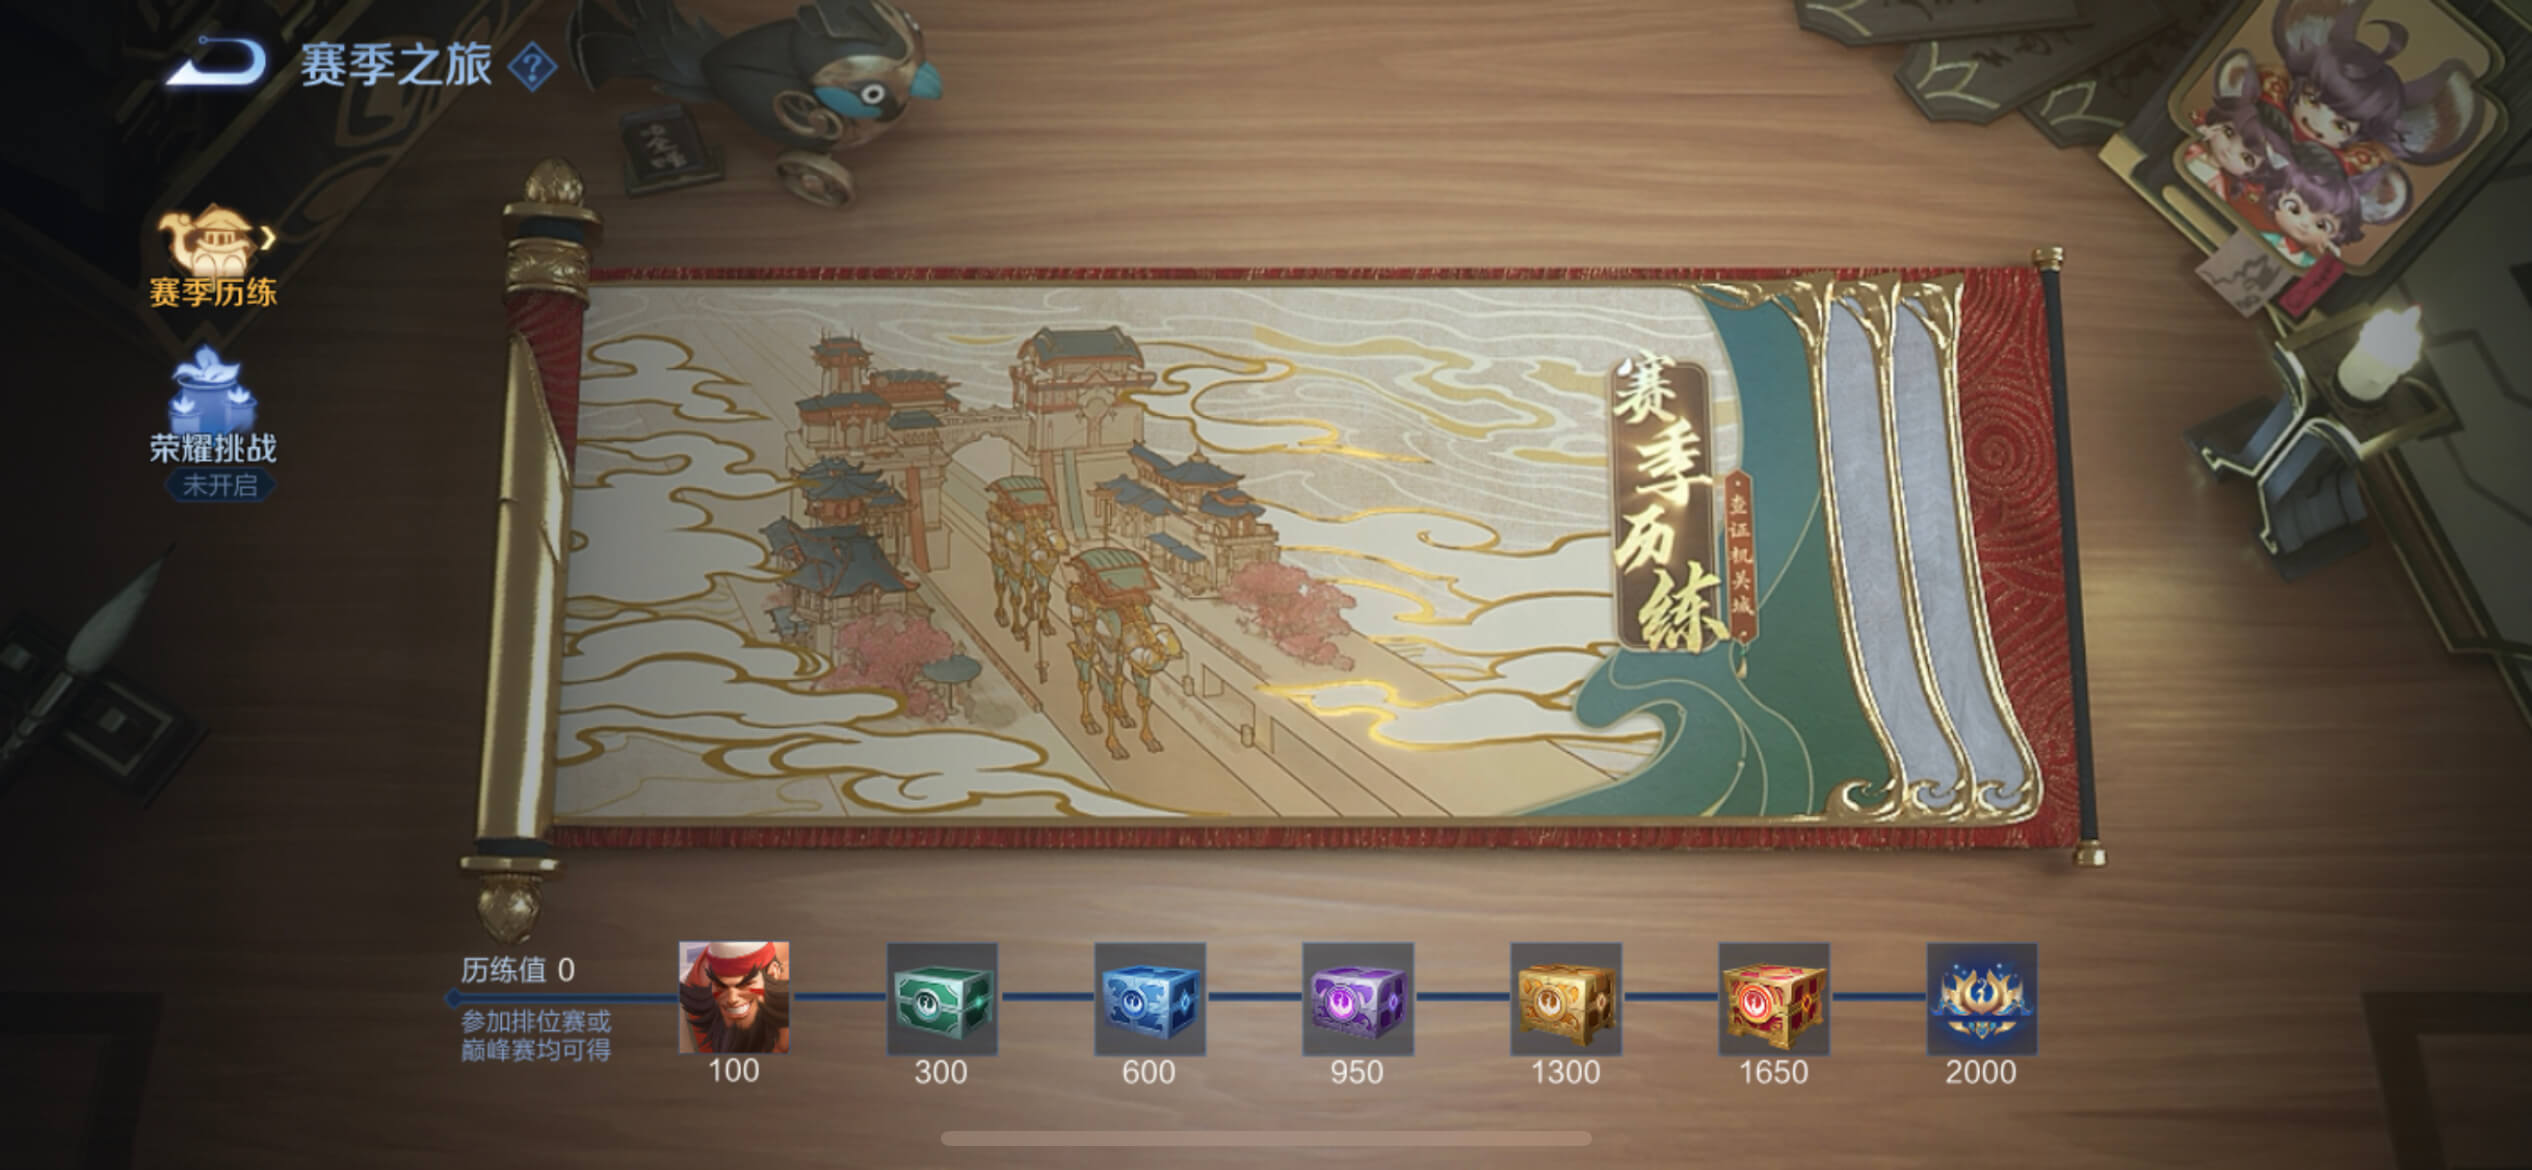 赛季之旅 ?
赛季历练
荣耀挑战
未开启
赛季历练
查证机关城
历练值 0
参加排位赛或
巅峰赛均可得
100
300
600
950
1300
1650
2000